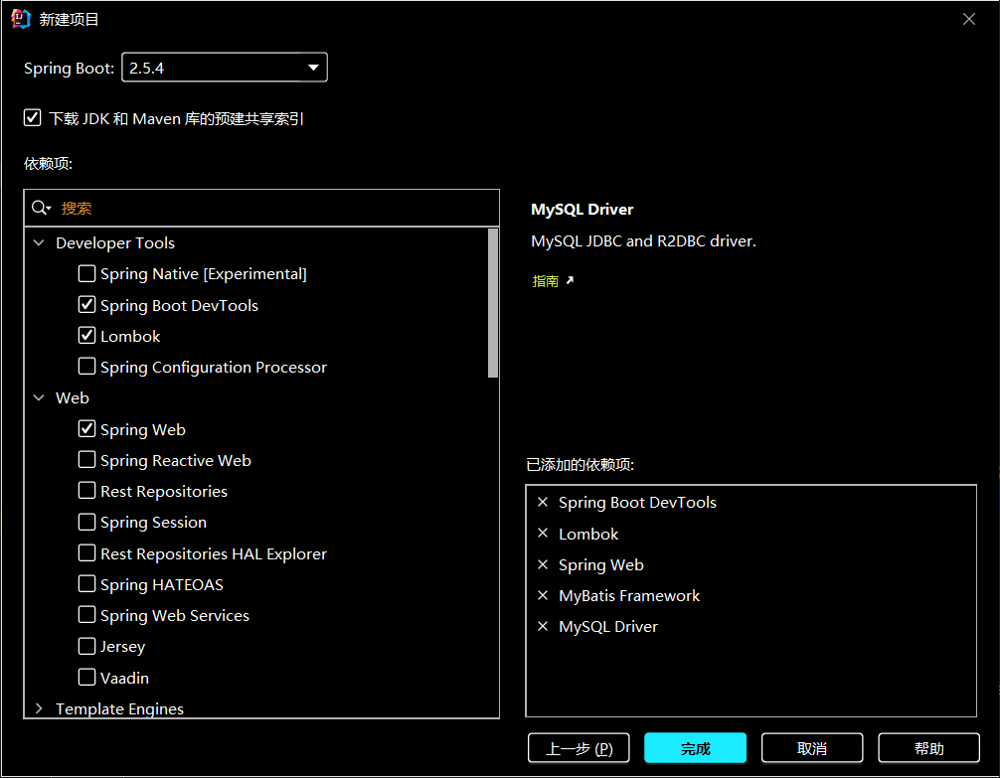 新建项目
Spring Boot: 2.5.4
下载 JDK 和 Maven 库的预建共享索引
依赖项:
搜索
Developer Tools
Spring Native [Experimental]
Spring Boot DevTools
Lombok
Spring Configuration Processor
Web
Spring Web
Spring Reactive Web
Rest Repositories
Spring Session
Rest Repositories HAL Explorer
Spring HATEOAS
Spring Web Services
Jersey
Vaadin
Template Engines
MySQL Driver
MySQL JDBC and R2DBC driver.
指南
已添加的依赖项:
Spring Boot DevTools
Lombok
Spring Web
MyBatis Framework
MySQL Driver
上一步 (P) 完成 取消 帮助